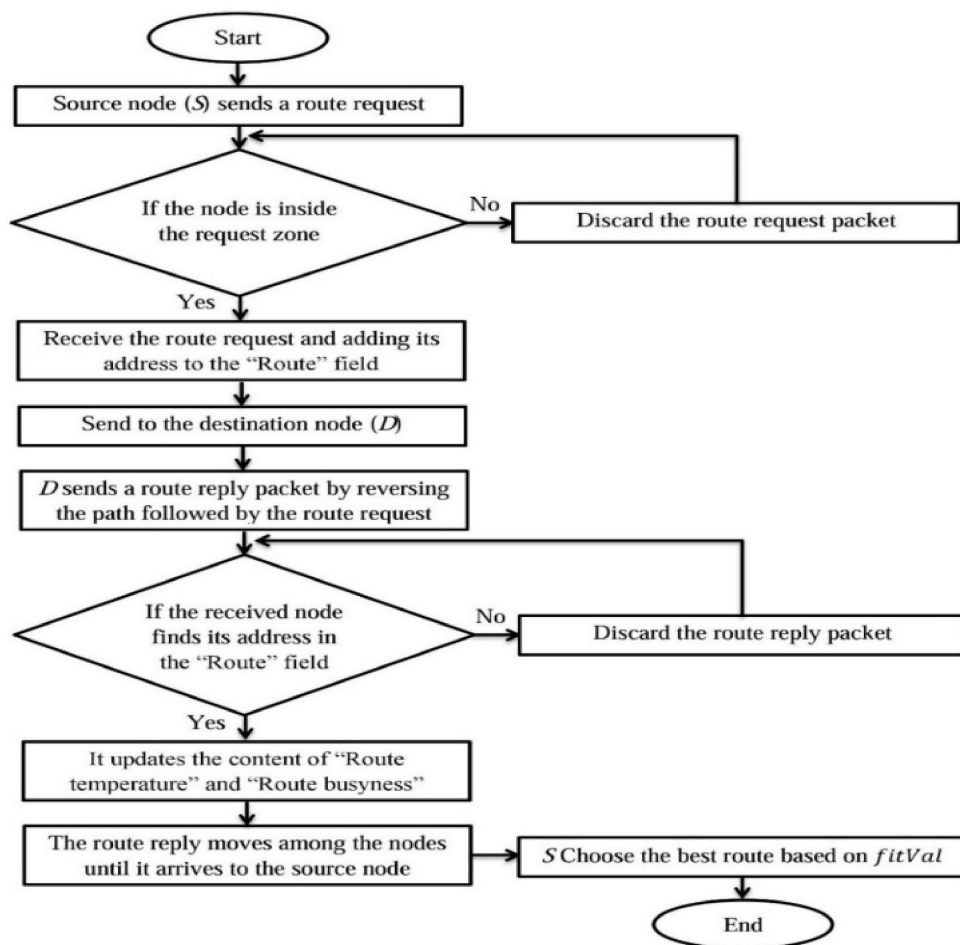 Start
Source node (S) sends a route request
If the node is inside
the request zone
No
Discard the route request packet
Yes
Receive the route request and adding its
address to the “Route” field
Send to the destination node (D)
D sends a route reply packet by reversing
the path followed by the route request
If the received node
finds its address in
the “Route” field
No
Discard the route reply packet
Yes
It updates the content of “Route
temperature” and “Route busyness”
The route reply moves among the nodes
until it arrives to the source node
S Choose the best route based on fitVal
End